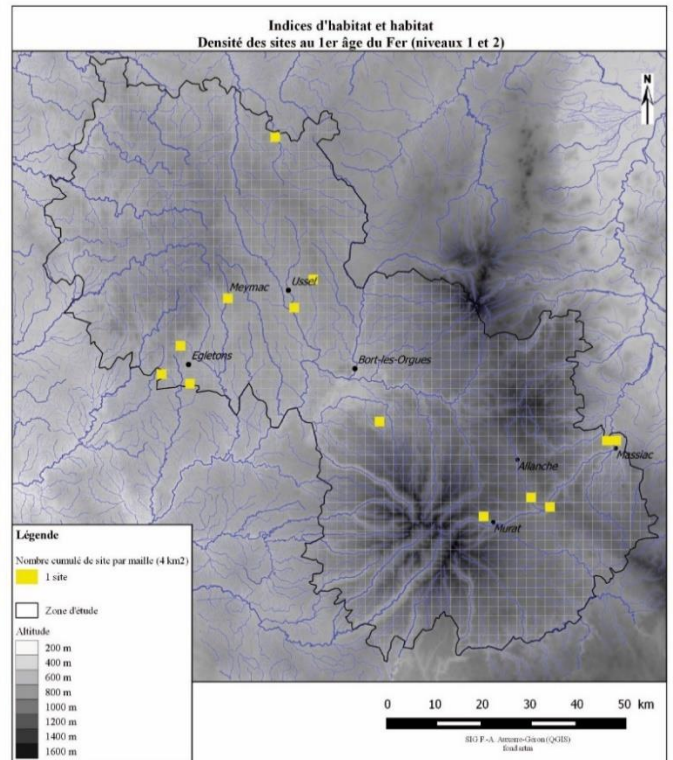 Indices d'habitat et habitat
Densité des sites au 1er âge du Fer (niveaux 1 et 2)
N
Meymac
Ussel
Egletons
Bort-les-Orgues
Allanche
Massiac
Murat
Légende
Nombre cumulé de site par maille (4 km2)
1 site
Zone d'étude
Altitude
200 m
400 m
600 m
800 m
1000 m
1200 m
1400 m
1600 m
0 10 20 30 40 50 km
SIG F.-A. (QGIS)
fond